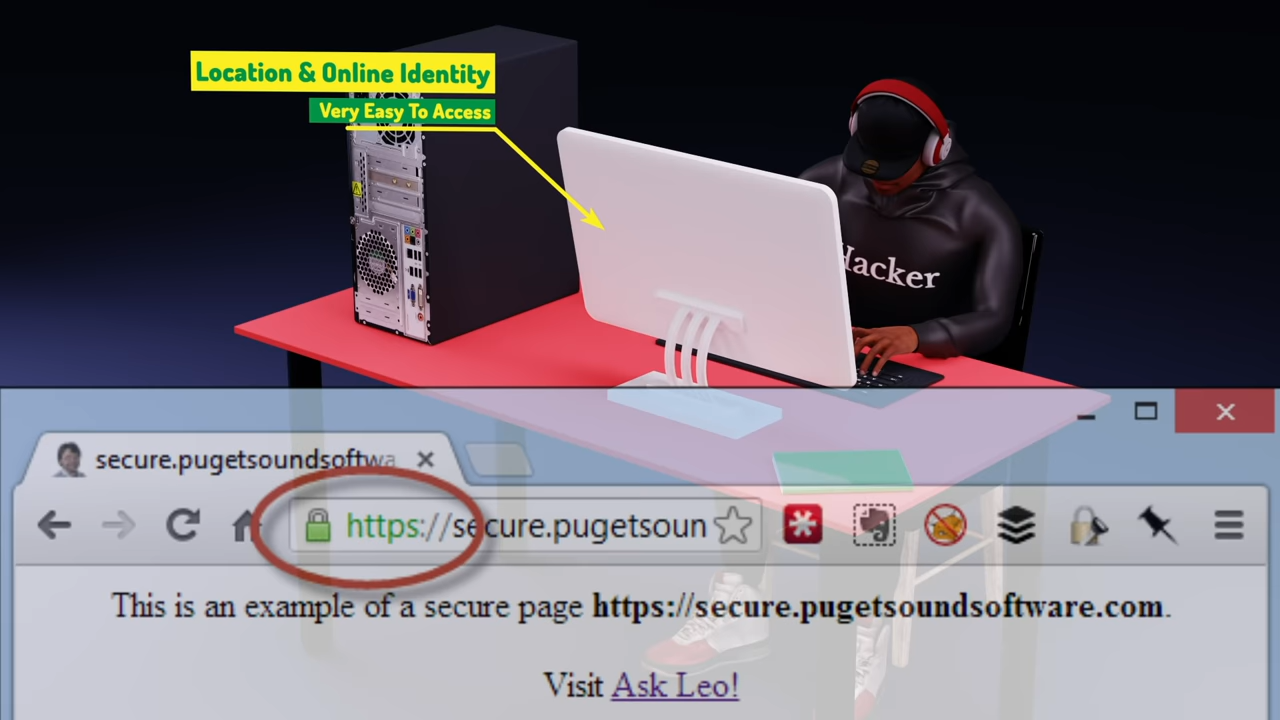 Location & Online Identity
Very Easy To Access
Hacker
secure.pugetsoundsoftwa
https://secure.pugetsoun
This is an example of a secure page https://secure.pugetsoundsoftware.com.
Visit Ask Leo!